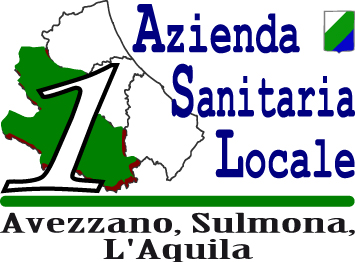 Azienda
Sanitaria
Locale
1
Avezzano, Sulmona,
L'Aquila